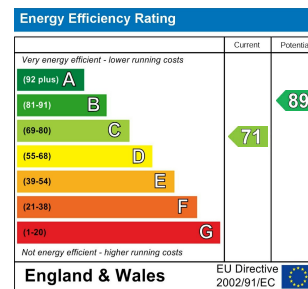 Energy Efficiency Rating
Current
Potentia
Very energy efficient - lower running costs
(92 plus) A
(81-91) B
89
(69-80) C
71
(55-68) D
(39-54) E
(21-38) F
(1-20) G
Not energy efficient - higher running costs
England & Wales
EU Directive
2002/91/EC